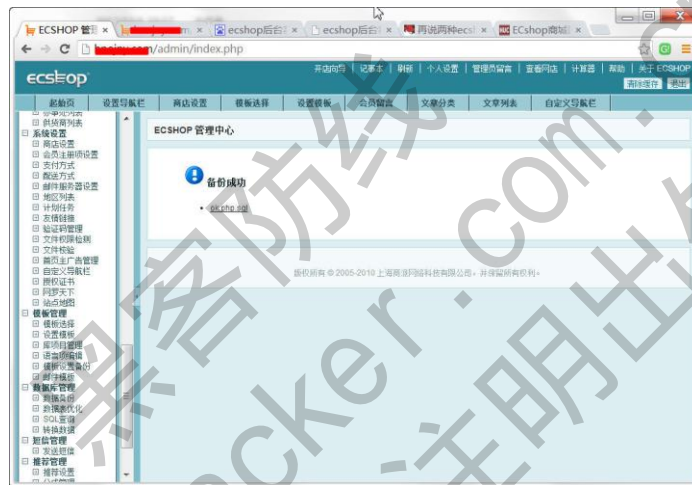 ECSHOP 管理
ecshop后台
ecshop后台
再说两种ecs
ECshop商城
/admin/index.php
ecshop
开店向导 | 记事本 | 刷新 | 个人设置 | 管理员留言 | 查看网店 | 计算器 | 帮助 | 关于 ECSHOP
清除缓存 退出
起始页 设置导航栏 商店设置 模板选择 设置模板 会员留言 文章分类 文章列表 自定义导航栏
办事处列表
供货商列表
系统设置
商店设置
会员注册项设置
支付方式
配送方式
邮件服务器设置
地区列表
计划任务
友情链接
验证码管理
文件权限检测
文件校验
首页主广告管理
自定义导航栏
授权证书
网罗天下
站点地图
模板管理
模板选择
设置模板
库项目管理
语言项编辑
模板设置备份
邮件模板
数据库管理
数据备份
数据表优化
SQL查询
转换数据
短信管理
发送短信
推荐管理
推荐设置
ECSHOP 管理中心
备份成功
ok.php.sql
版权所有 © 2005-2010 上海商派网络科技有限公司，并保留所有权利。
黑客防线
hacker.com.cn
注明出处